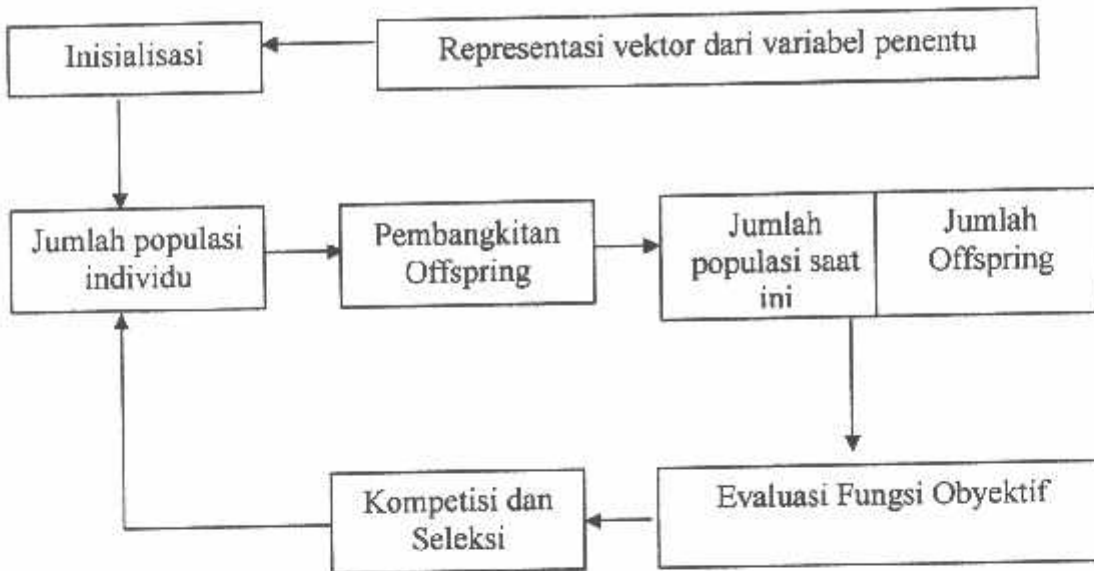 Inisialisasi
Representasi vektor dari variabel penentu
Jumlah populasi
individu
Pembangkitan
Offspring
Jumlah
populasi saat
ini
Jumlah
Offspring
Kompetisi dan
Seleksi
Evaluasi Fungsi Obyektif